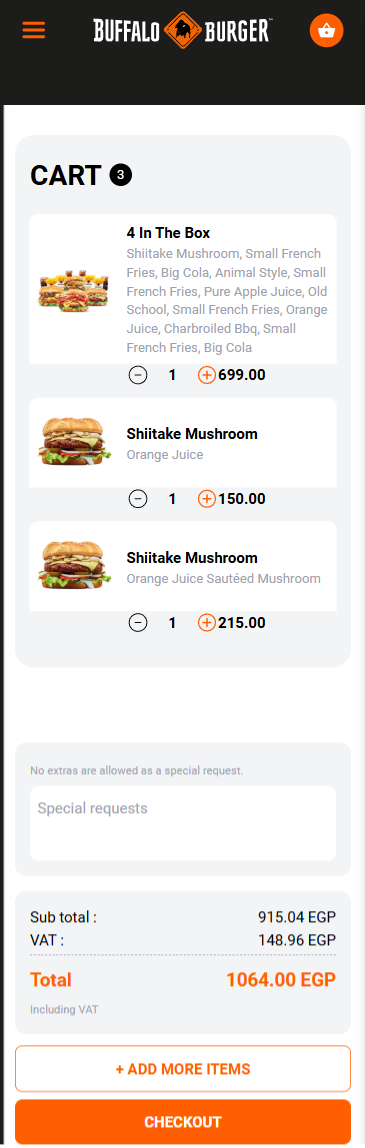 BUFFALO BURGER
CART 3
4 In The Box
Shiitake Mushroom, Small French
Fries, Big Cola, Animal Style, Small
French Fries, Pure Apple Juice, Old
School, Small French Fries, Orange
Juice, Charbroiled Bbq, Small
French Fries, Big Cola
1 699.00
Shiitake Mushroom
Orange Juice
1 150.00
Shiitake Mushroom
Orange Juice Sautéed Mushroom
1 215.00
No extras are allowed as a special request.
Special requests
Sub total : 915.04 EGP
VAT : 148.96 EGP
Total 1064.00 EGP
Including VAT
+ ADD MORE ITEMS
CHECKOUT